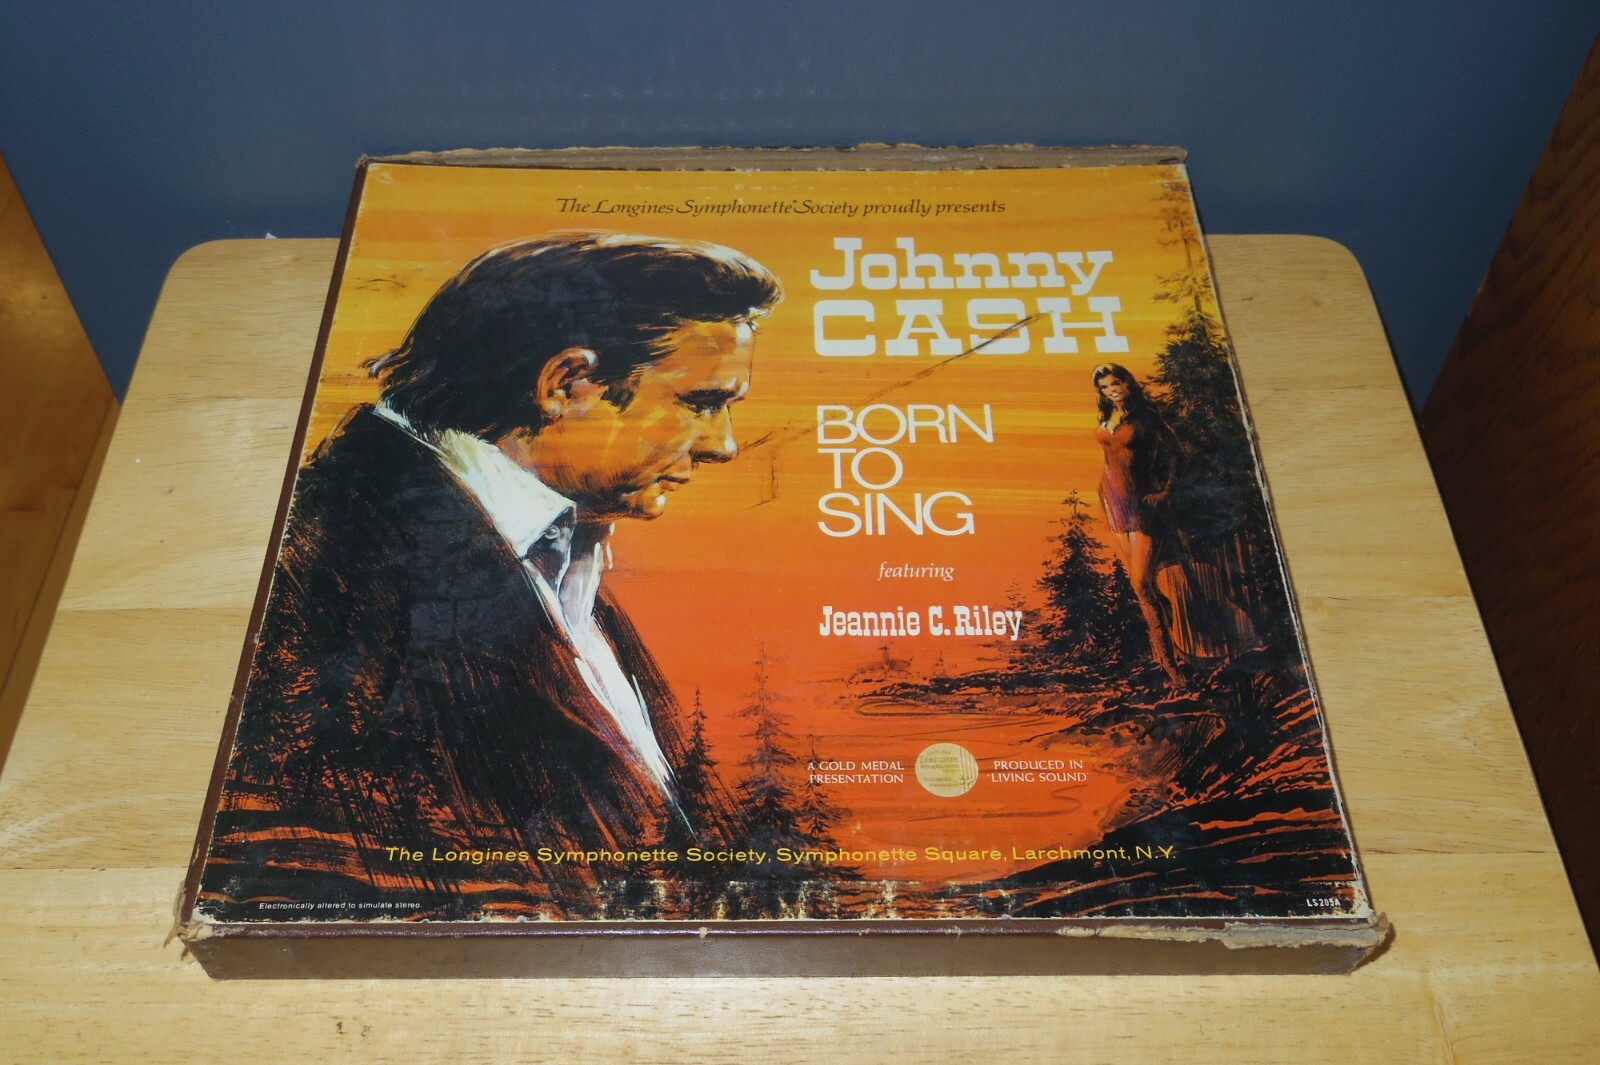 The Longines Symphonette Society proudly presents
Johnny
CASH
BORN
TO
SING
featuring
Jeannie C. Riley
A GOLD MEDAL
PRESENTATION
PRODUCED IN
"LIVING SOUND"
The Longines Symphonette Society, Symphonette Square, Larchmont, N.Y.
Electronically altered to simulate stereo.
LS205A